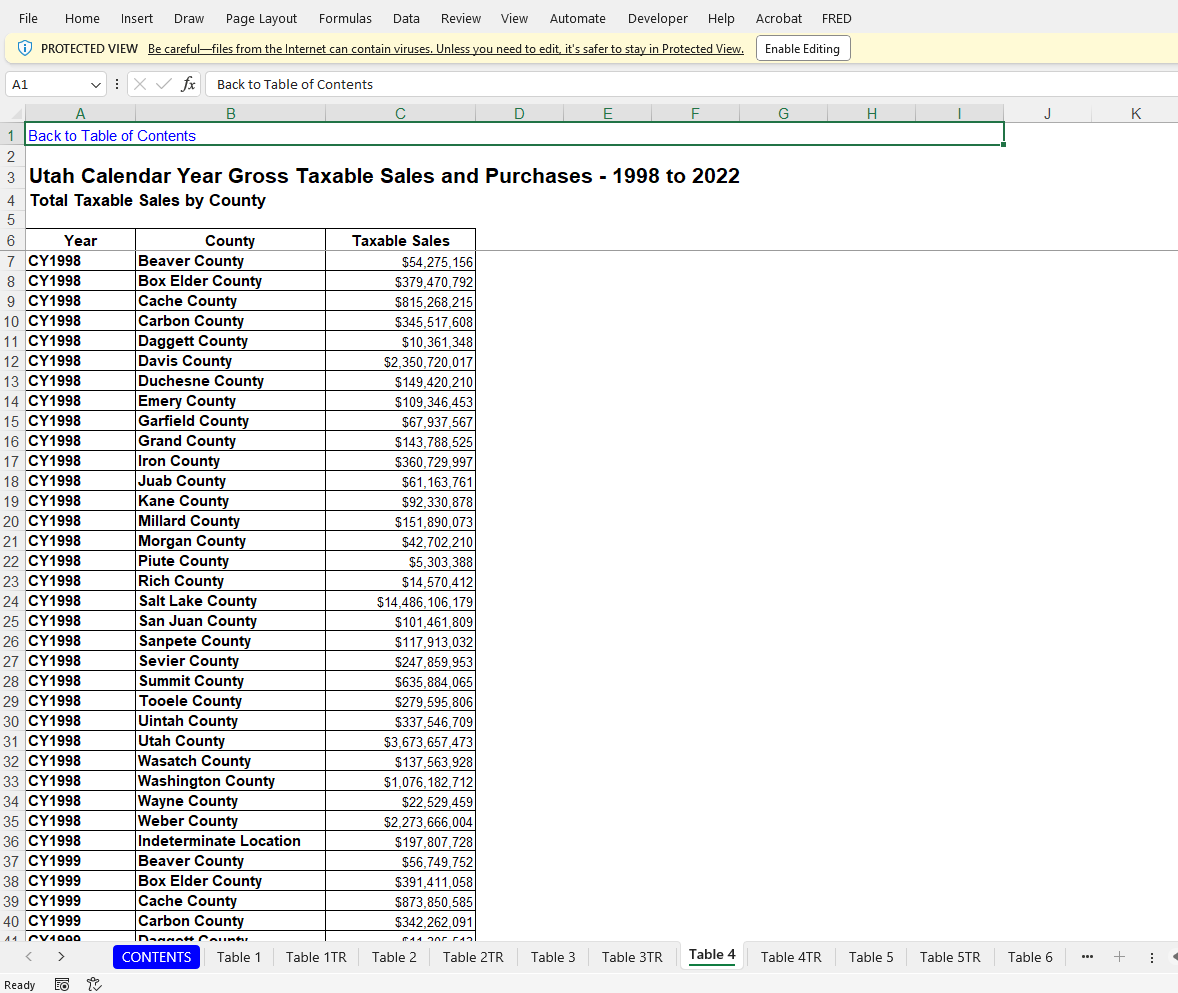 File Home Insert Draw Page Layout Formulas Data Review View Automate Developer Help Acrobat FRED
PROTECTED VIEW Be careful—files from the Internet can contain viruses. Unless you need to edit, it's safer to stay in Protected View. Enable Editing
A1 fx Back to Table of Contents
A B C D E F G H I J K
1 Back to Table of Contents
2
3 Utah Calendar Year Gross Taxable Sales and Purchases - 1998 to 2022
4 Total Taxable Sales by County
5
6 Year County Taxable Sales
7 CY1998 Beaver County $54,275,156
8 CY1998 Box Elder County $379,470,792
9 CY1998 Cache County $815,268,215
10 CY1998 Carbon County $345,517,608
11 CY1998 Daggett County $10,361,348
12 CY1998 Davis County $2,350,720,017
13 CY1998 Duchesne County $149,420,210
14 CY1998 Emery County $109,346,453
15 CY1998 Garfield County $67,937,567
16 CY1998 Grand County $143,788,525
17 CY1998 Iron County $360,729,997
18 CY1998 Juab County $61,163,761
19 CY1998 Kane County $92,330,878
20 CY1998 Millard County $151,890,073
21 CY1998 Morgan County $42,702,210
22 CY1998 Piute County $5,303,388
23 CY1998 Rich County $14,570,412
24 CY1998 Salt Lake County $14,486,106,179
25 CY1998 San Juan County $101,461,809
26 CY1998 Sanpete County $117,913,032
27 CY1998 Sevier County $247,859,953
28 CY1998 Summit County $635,884,065
29 CY1998 Tooele County $279,595,806
30 CY1998 Uintah County $337,546,709
31 CY1998 Utah County $3,673,657,473
32 CY1998 Wasatch County $137,563,928
33 CY1998 Washington County $1,076,182,712
34 CY1998 Wayne County $22,529,459
35 CY1998 Weber County $2,273,666,004
36 CY1998 Indeterminate Location $197,807,728
37 CY1999 Beaver County $56,749,752
38 CY1999 Box Elder County $391,411,058
39 CY1999 Cache County $873,850,585
40 CY1999 Carbon County $342,262,091
41 CY1999 Daggett County
CONTENTS Table 1 Table 1TR Table 2 Table 2TR Table 3 Table 3TR Table 4 Table 4TR Table 5 Table 5TR Table 6
Ready